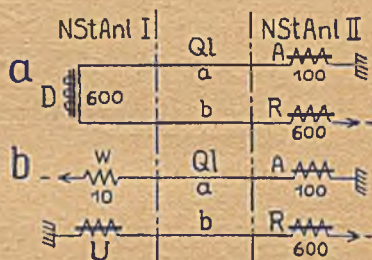 NStAnl I NStAnl II
a Ql A
a 100
D 600
b R
600
b W Ql A
10 a 100
b R
U 600